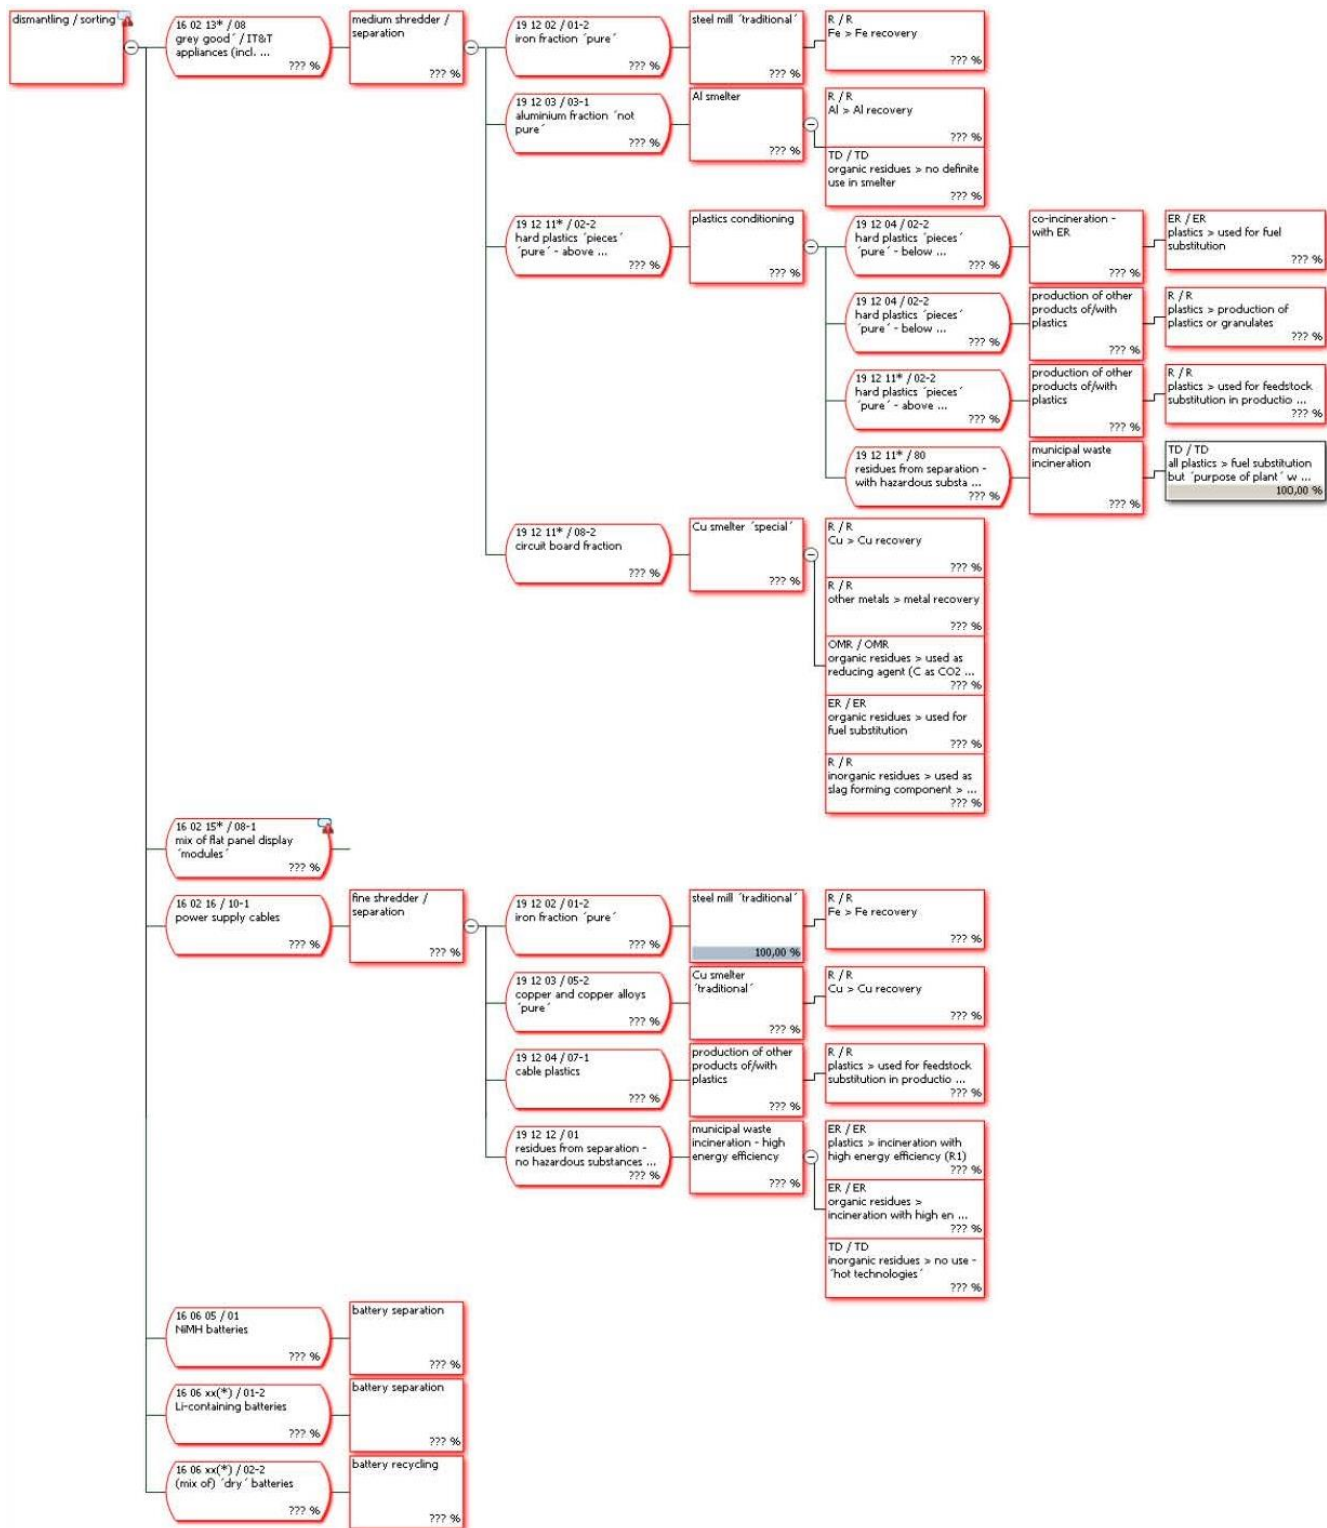 dismantling / sorting
16 02 13* / 08
grey good´ / IT&T
appliances (incl. ...
??? %
medium shredder /
separation
??? %
19 12 02 / 01-2
iron fraction ´pure´
??? %
steel mill ´traditional´
??? %
R / R
Fe > Fe recovery
??? %
19 12 03 / 03-1
aluminium fraction ´not
pure´
??? %
Al smelter
??? %
R / R
Al > Al recovery
??? %
TD / TD
organic residues > no definite
use in smelter
??? %
19 12 11* / 02-2
hard plastics ´pieces´
´pure´ - above ...
??? %
plastics conditioning
??? %
19 12 04 / 02-2
hard plastics ´pieces´
´pure´ - below ...
??? %
co-incineration -
with ER
??? %
ER / ER
plastics > used for fuel
substitution
??? %
19 12 04 / 02-2
hard plastics ´pieces´
´pure´ - below ...
??? %
production of other
products of/with
plastics
??? %
R / R
plastics > production of
plastics or granulates
??? %
19 12 11* / 02-2
hard plastics ´pieces´
´pure´ - above ...
??? %
production of other
products of/with
plastics
??? %
R / R
plastics > used for feedstock
substitution in productio ...
??? %
19 12 11* / 80
residues from separation -
with hazardous substa ...
??? %
municipal waste
incineration
??? %
TD / TD
all plastics > fuel substitution
but ´purpose of plant´ w ...
100,00 %
19 12 11* / 08-2
circuit board fraction
??? %
Cu smelter ´special´
??? %
R / R
Cu > Cu recovery
??? %
R / R
other metals > metal recovery
??? %
OMR / OMR
organic residues > used as
reducing agent (C as CO2 ...
??? %
ER / ER
organic residues > used for
fuel substitution
??? %
R / R
inorganic residues > used as
slag forming component > ...
??? %
16 02 15* / 08-1
mix of flat panel display
´modules´
??? %
16 02 16 / 10-1
power supply cables
??? %
fine shredder /
separation
??? %
19 12 02 / 01-2
iron fraction ´pure´
??? %
steel mill ´traditional´
100,00 %
R / R
Fe > Fe recovery
??? %
19 12 03 / 05-2
copper and copper alloys
´pure´
??? %
Cu smelter
´traditional´
??? %
R / R
Cu > Cu recovery
??? %
19 12 04 / 07-1
cable plastics
??? %
production of other
products of/with
plastics
??? %
R / R
plastics > used for feedstock
substitution in productio ...
??? %
19 12 12 / 01
residues from separation -
no hazardous substances ...
??? %
municipal waste
incineration - high
energy efficiency
??? %
ER / ER
plastics > incineration with
high energy efficiency (R1)
??? %
ER / ER
organic residues >
incineration with high en ...
??? %
TD / TD
inorganic residues > no use -
´hot technologies´
??? %
16 06 05 / 01
NiMH batteries
??? %
battery separation
??? %
16 06 xx(*) / 01-2
Li-containing batteries
??? %
battery separation
??? %
16 06 xx(*) / 02-2
(mix of) ´dry´ batteries
??? %
battery recycling
??? %